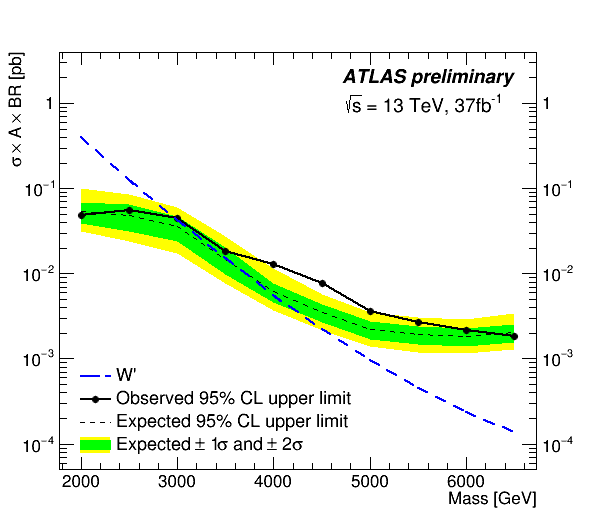 ATLAS preliminary
√s = 13 TeV, 37fb⁻¹
σ × A × BR [pb]
1
10⁻¹
10⁻²
10⁻³
10⁻⁴
1
10⁻¹
10⁻²
10⁻³
10⁻⁴
W'
Observed 95% CL upper limit
Expected 95% CL upper limit
Expected ± 1σ and ± 2σ
2000 3000 4000 5000 6000
Mass [GeV]